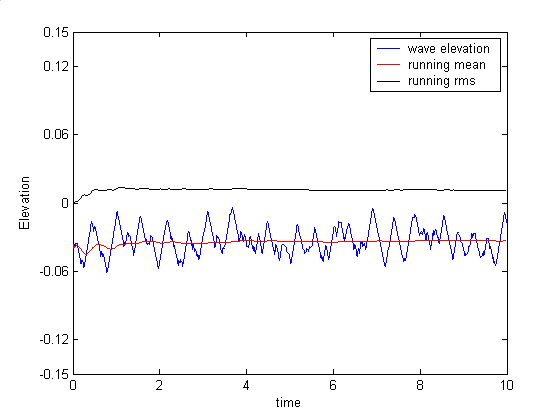 0.15
0.12
0.06
0
-0.06
-0.12
-0.15
0 2 4 6 8 10
time
Elevation
wave elevation
running mean
running rms